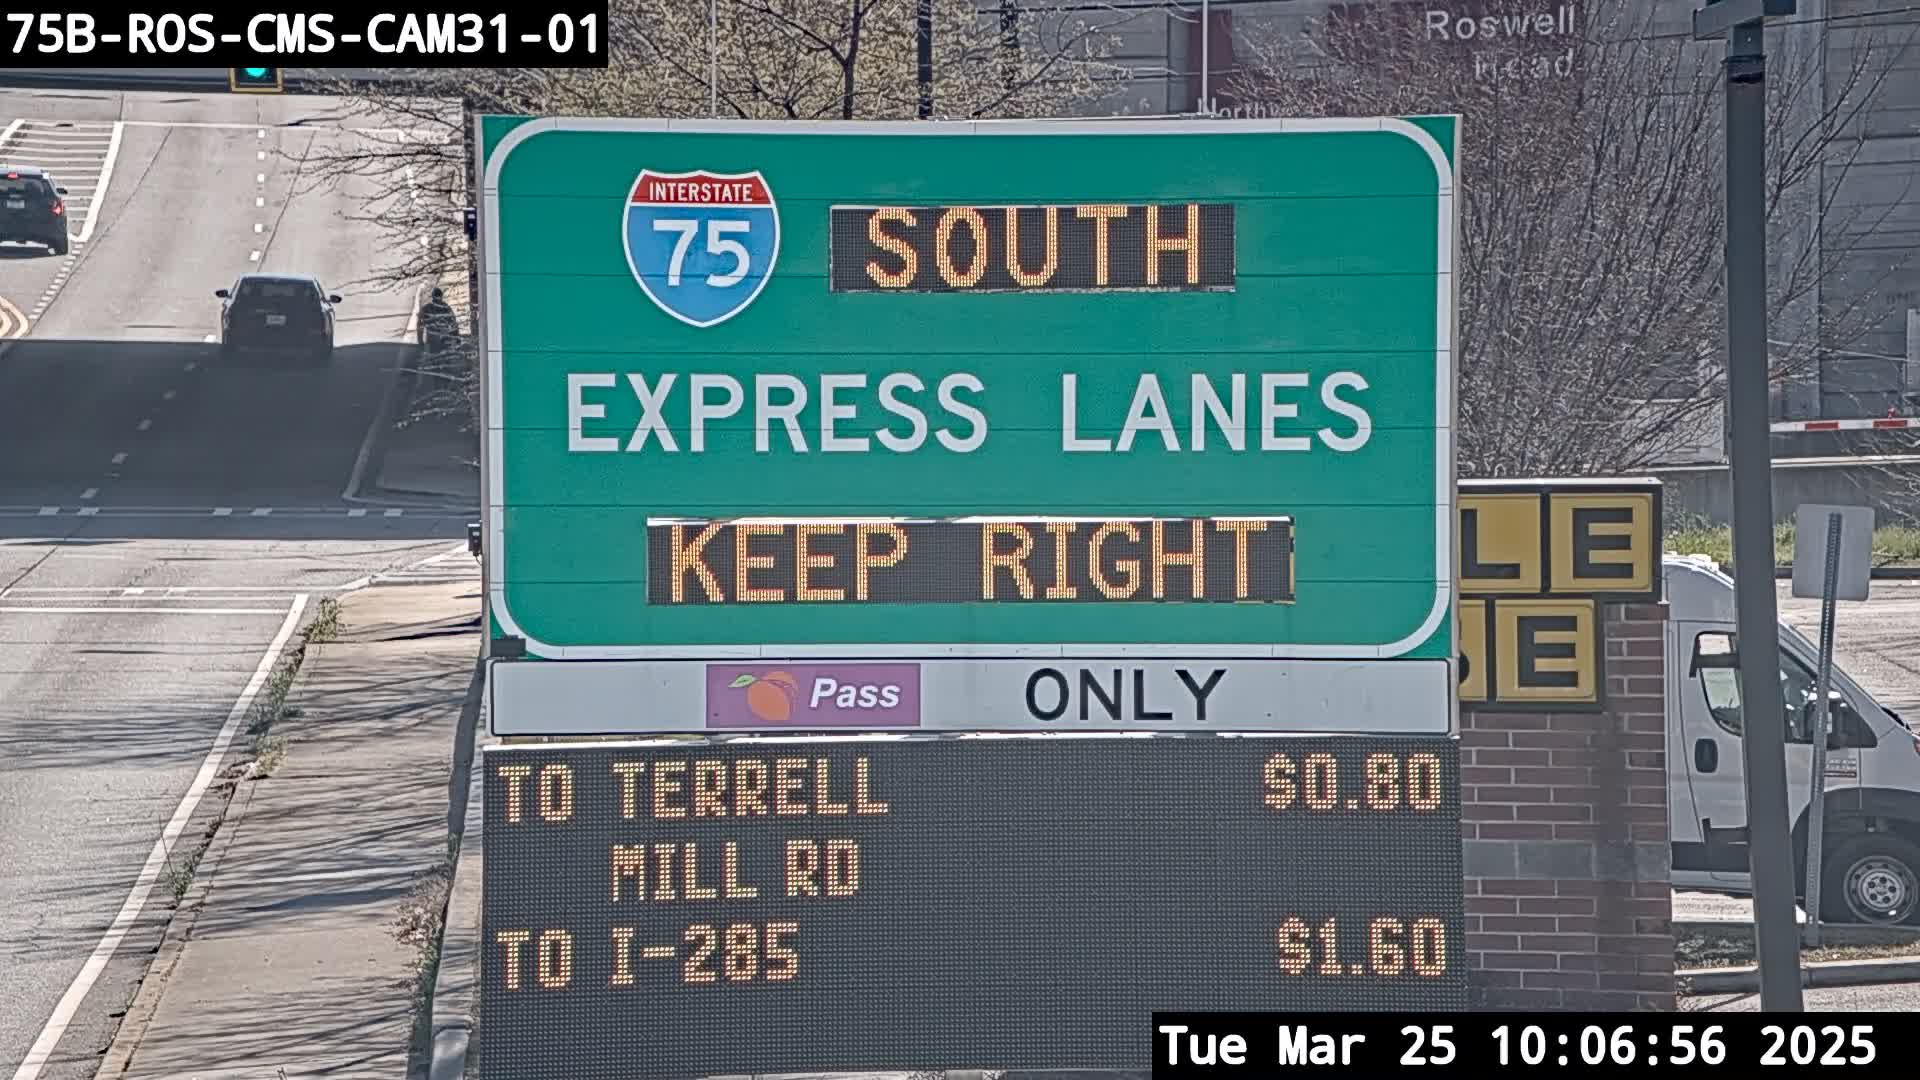 75B-ROS-CMS-CAM31-01
Roswell
INTERSTATE
75
SOUTH
EXPRESS LANES
KEEP RIGHT
Pass ONLY
TO TERRELL $0.80
MILL RD
TO I-285 $1.60
LE
E
Tue Mar 25 10:06:56 2025